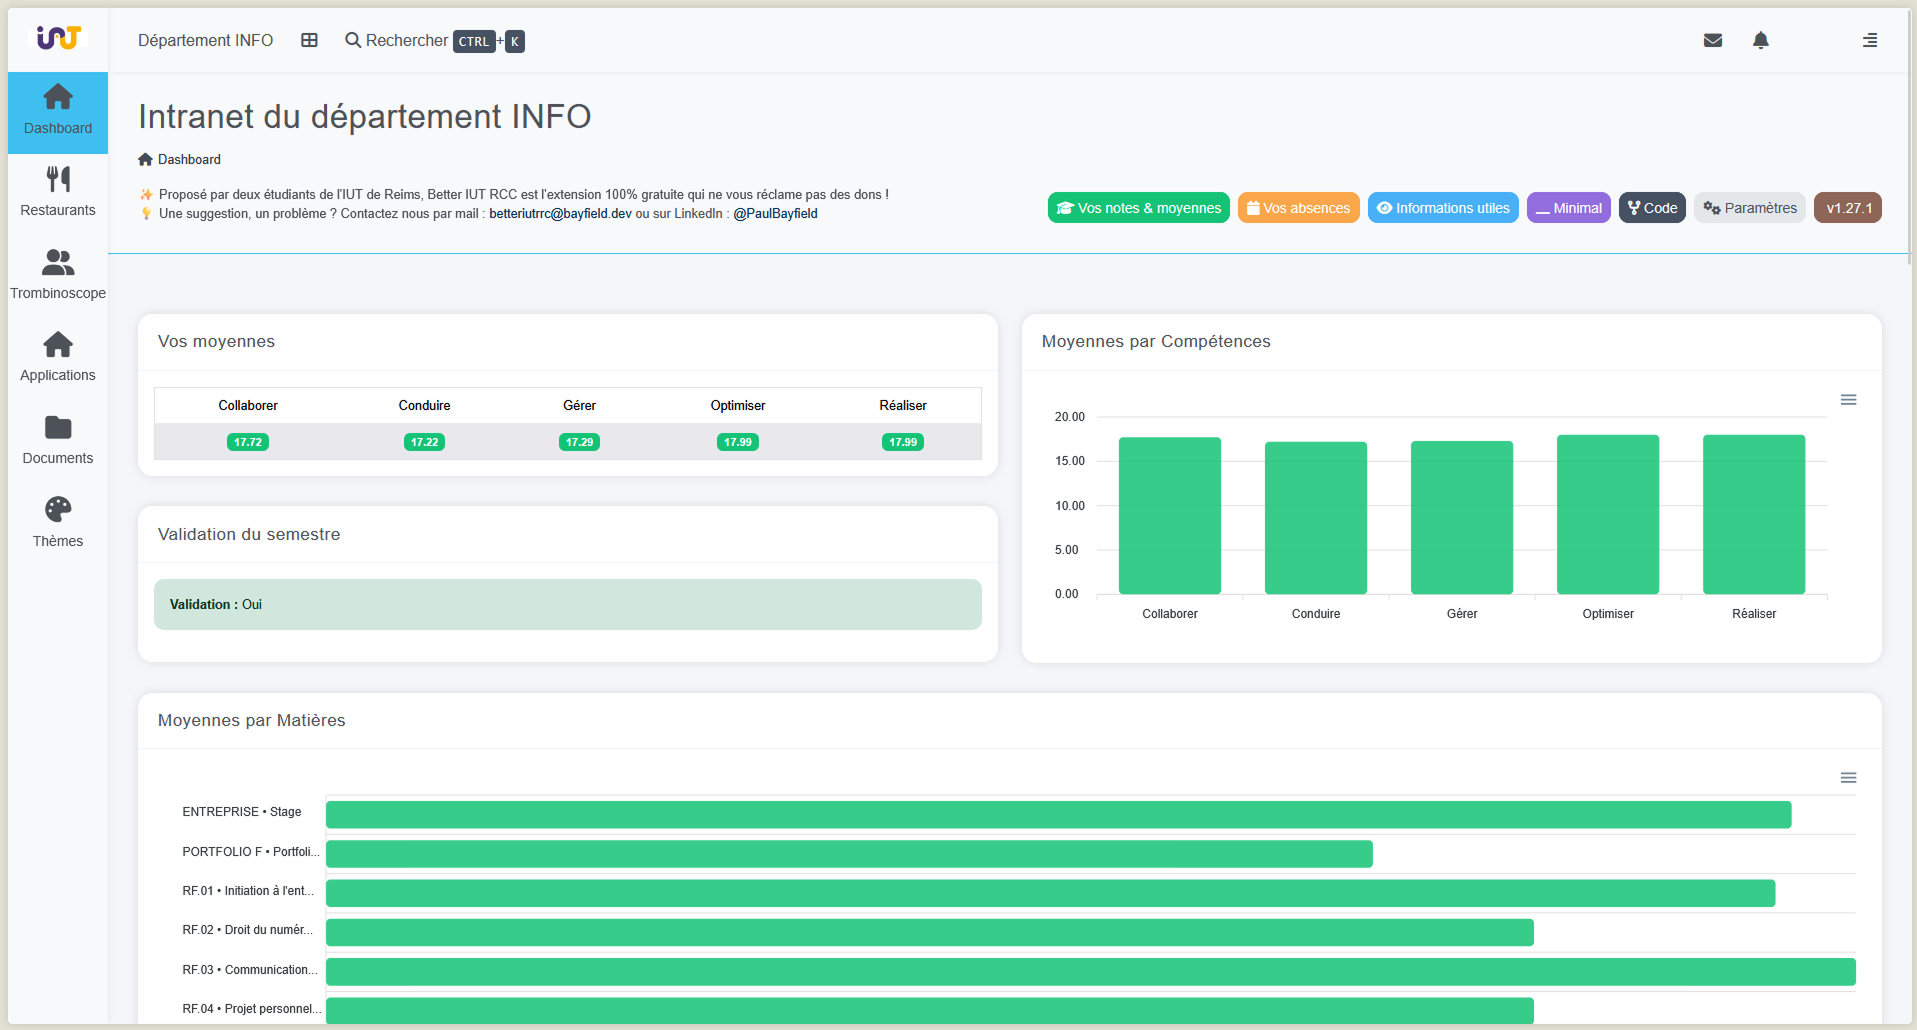 iUT
Département INFO
Rechercher CTRL+K
Dashboard
Restaurants
Trombinoscope
Applications
Documents
Thèmes
Intranet du département INFO
Dashboard
✨ Proposé par deux étudiants de l'IUT de Reims, Better IUT RCC est l'extension 100% gratuite qui ne vous réclame pas des dons !
💡 Une suggestion, un problème ? Contactez nous par mail : betteriutrrc@bayfield.dev ou sur LinkedIn : @PaulBayfield
Vos notes & moyennes Vos absences Informations utiles Minimal Code Paramètres v1.27.1
Vos moyennes
Collaborer Conduire Gérer Optimiser Réaliser
17.72 17.22 17.29 17.99 17.99
Validation du semestre
Validation : Oui
Moyennes par Compétences
20.00
15.00
10.00
5.00
0.00
Collaborer Conduire Gérer Optimiser Réaliser
Moyennes par Matières
ENTREPRISE • Stage
PORTFOLIO F • Portfoli...
RF.01 • Initiation à l'ent...
RF.02 • Droit du numér...
RF.03 • Communication...
RF.04 • Projet personnel...